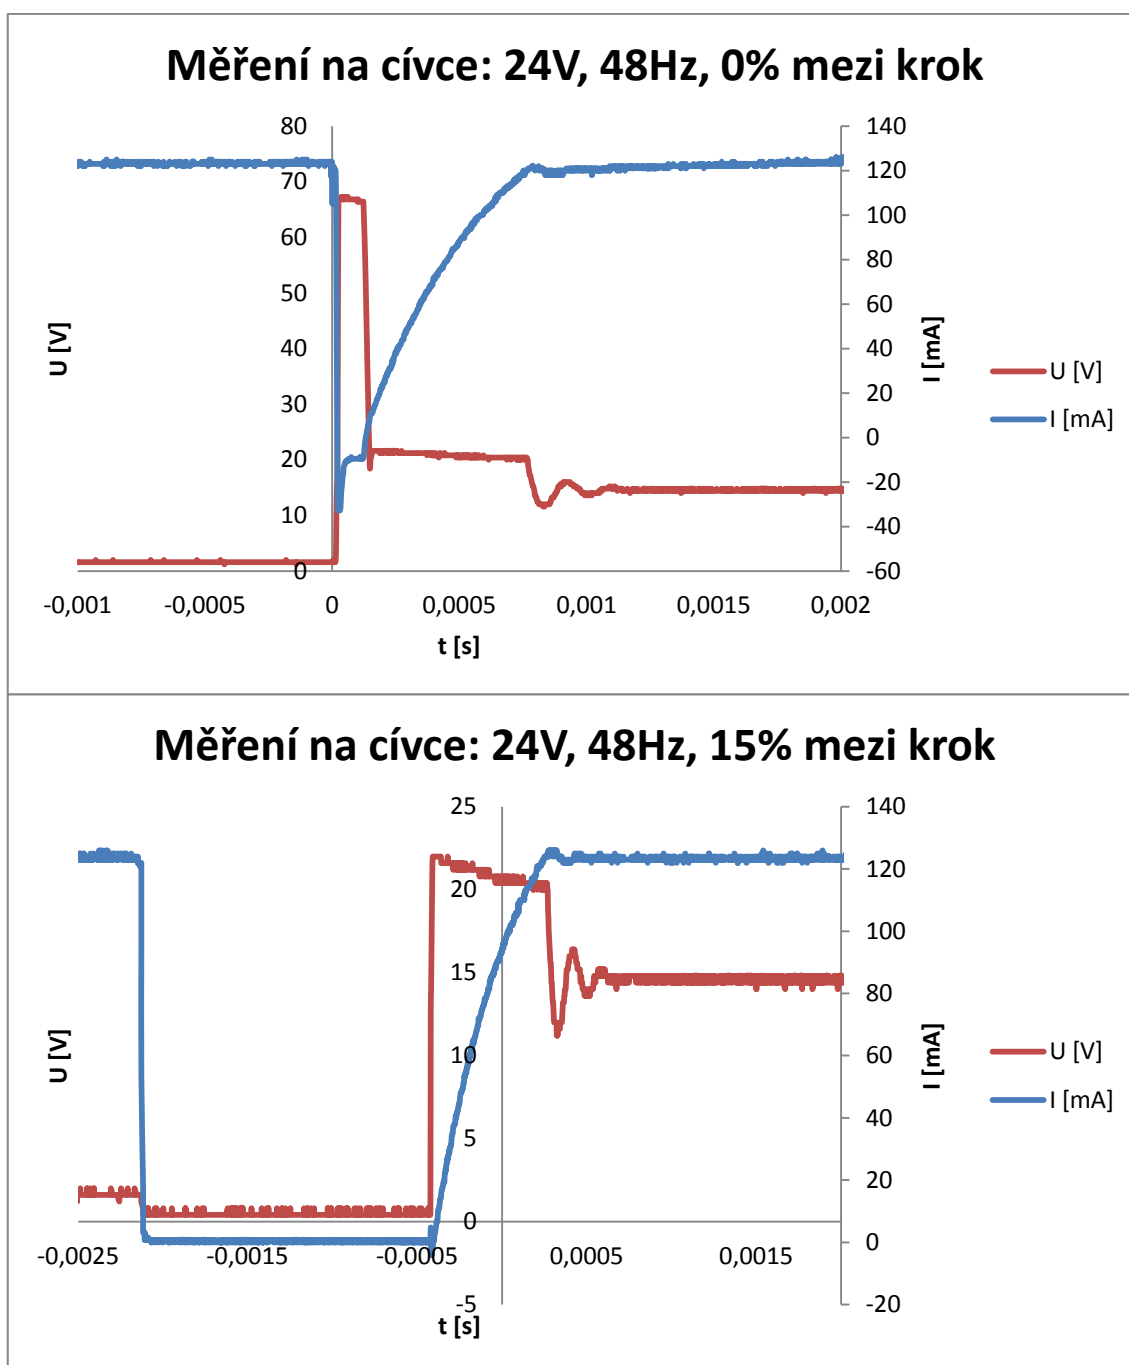 Měření na cívce: 24V, 48Hz, 0% mezi krok
80
70
60
50
40
30
20
10
0
140
120
100
80
60
40
20
0
-20
-40
-60
U [V]
I [mA]
U [V]
I [mA]
-0,001 -0,0005 0 0,0005 0,001 0,0015 0,002
t [s]
Měření na cívce: 24V, 48Hz, 15% mezi krok
25
20
15
10
5
0
-5
140
120
100
80
60
40
20
0
-20
U [V]
I [mA]
U [V]
I [mA]
-0,0025 -0,0015 -0,0005 0,0005 0,0015
t [s]